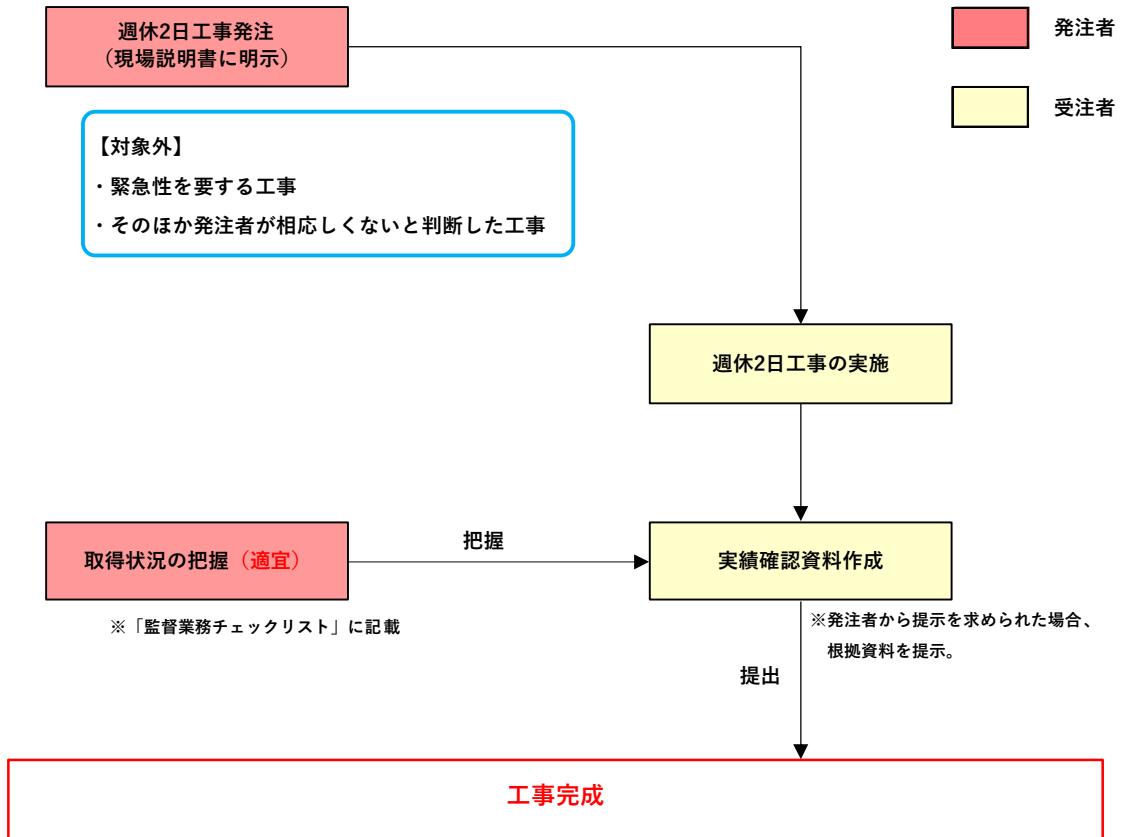 週休2日工事発注
（現場説明書に明示）
発注者
受注者
【対象外】
・緊急性を要する工事
・そのほか発注者が相応しくないと判断した工事
週休2日工事の実施
取得状況の把握（適宜）
把握
実績確認資料作成
※「監督業務チェックリスト」に記載
※発注者から提示を求められた場合、
根拠資料を提示。
提出
工事完成